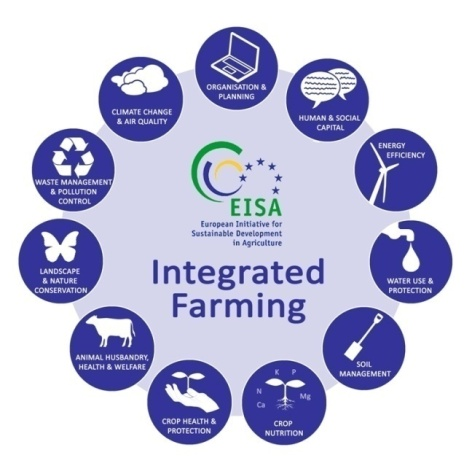 ORGANISATION &
PLANNING
HUMAN & SOCIAL
CAPITAL
ENERGY
EFFICIENCY
WATER USE &
PROTECTION
SOIL
MANAGEMENT
K P
N Mg
Ca
CROP
NUTRITION
CROP HEALTH &
PROTECTION
ANIMAL HUSBANDRY,
HEALTH & WELFARE
LANDSCAPE
& NATURE
CONSERVATION
WASTE MANAGEMENT
& POLLUTION
CONTROL
CLIMATE CHANGE
& AIR QUALITY
EISA
European Initiative for
Sustainable Development
in Agriculture
Integrated
Farming